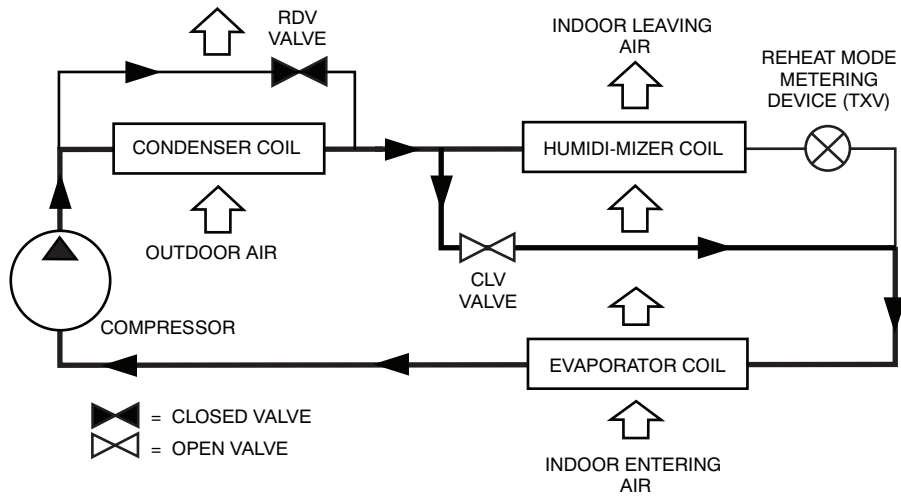 RDV
VALVE
INDOOR LEAVING
AIR
REHEAT MODE
METERING
DEVICE (TXV)
CONDENSER COIL
HUMIDI-MIZER COIL
OUTDOOR AIR
CLV
VALVE
COMPRESSOR
EVAPORATOR COIL
= CLOSED VALVE
= OPEN VALVE
INDOOR ENTERING
AIR